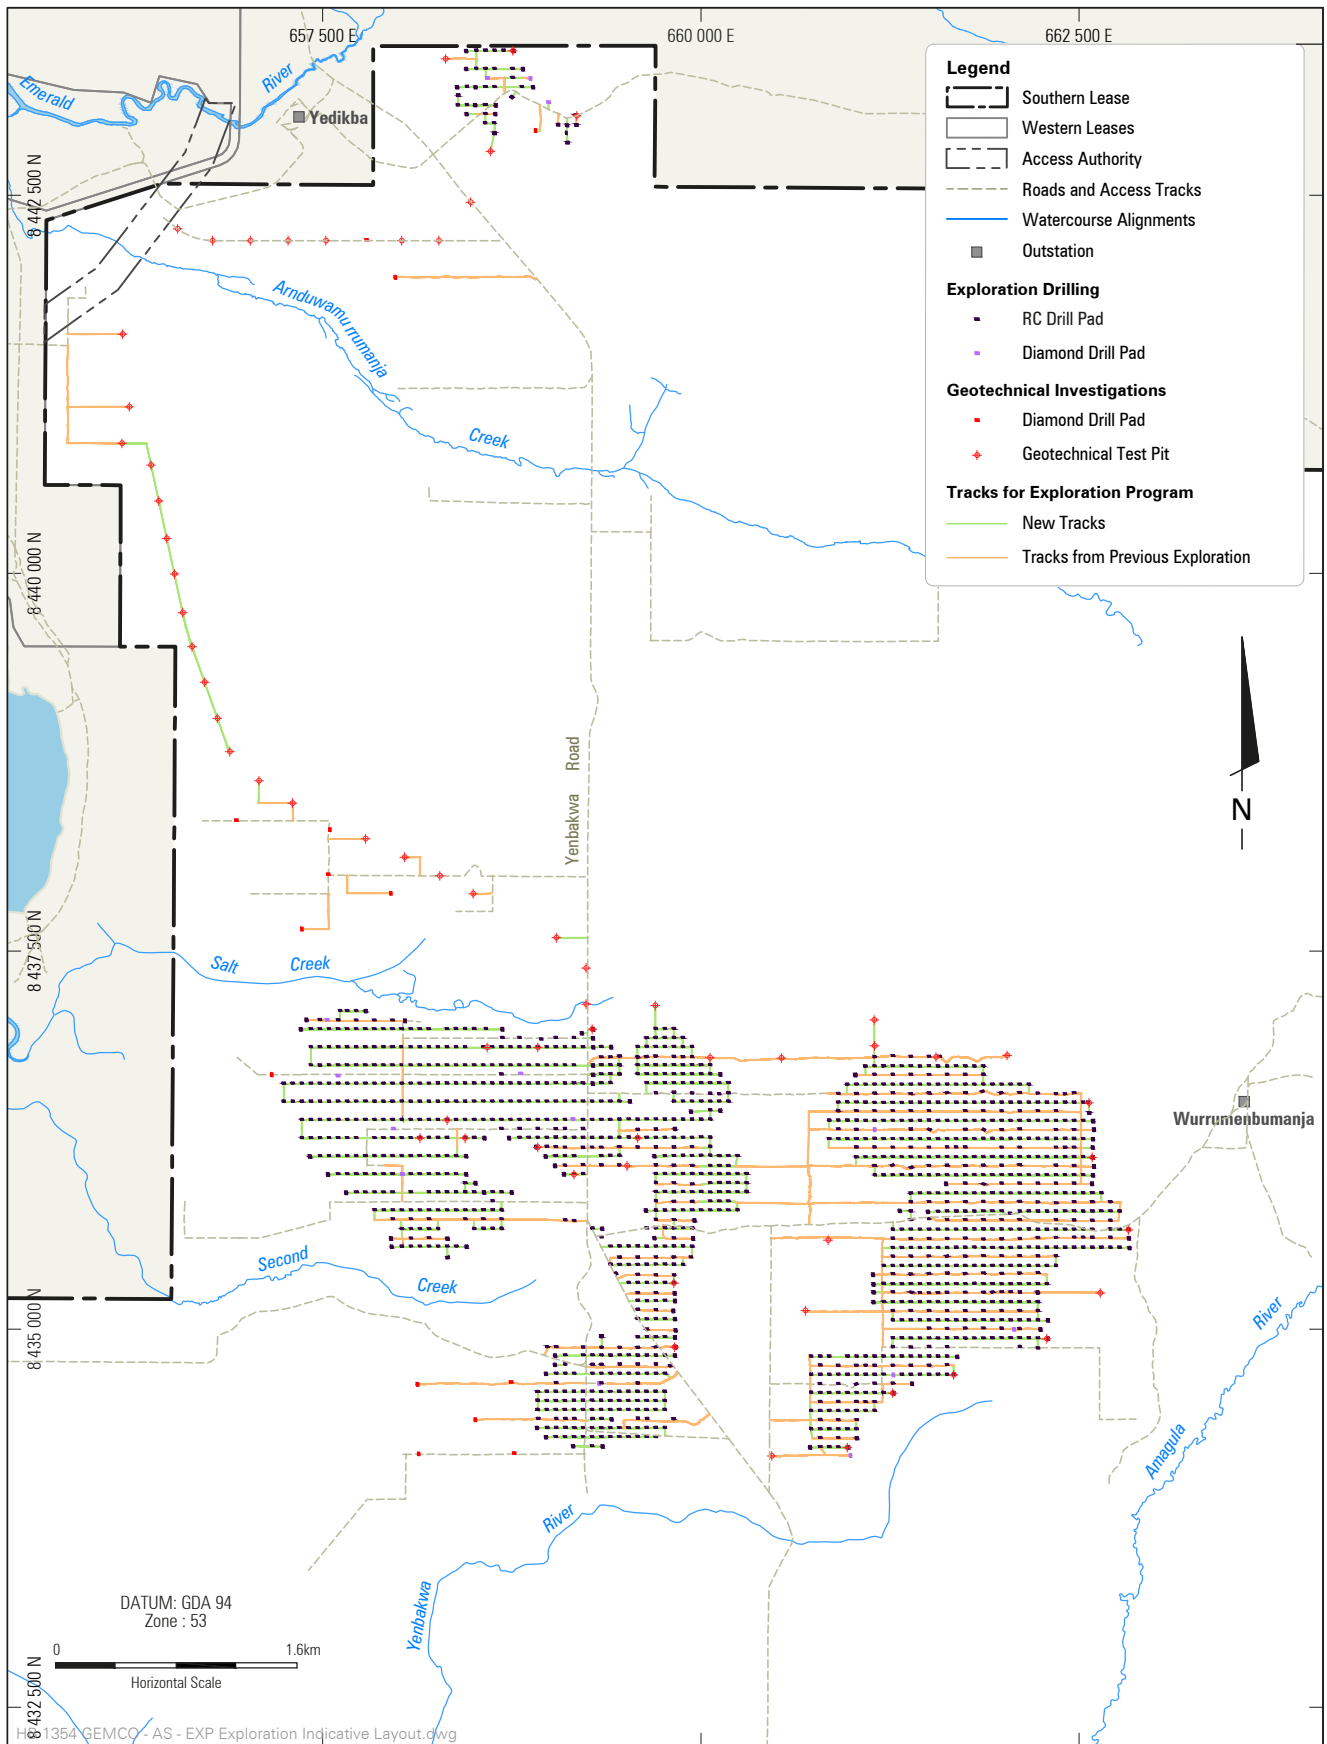 657 500 E
660 000 E
662 500 E
8 442 500 N
8 440 000 N
8 437 500 N
8 435 000 N
8 432 500 N
Emerald
River
Yedikba
Legend
Southern Lease
Western Leases
Access Authority
Roads and Access Tracks
Watercourse Alignments
Outstation
Exploration Drilling
RC Drill Pad
Diamond Drill Pad
Geotechnical Investigations
Diamond Drill Pad
Geotechnical Test Pit
Tracks for Exploration Program
New Tracks
Tracks from Previous Exploration
Arnduwamurrumanja
Creek
Yenbakwa Road
N
Salt Creek
Wurrumenbumanja
Second
Creek
River
Amagula
River
Yenbakwa
DATUM: GDA 94
Zone : 53
0 1.6km
Horizontal Scale
HB 1354 GEMCO - AS - EXP Exploration Indicative Layout.dwg